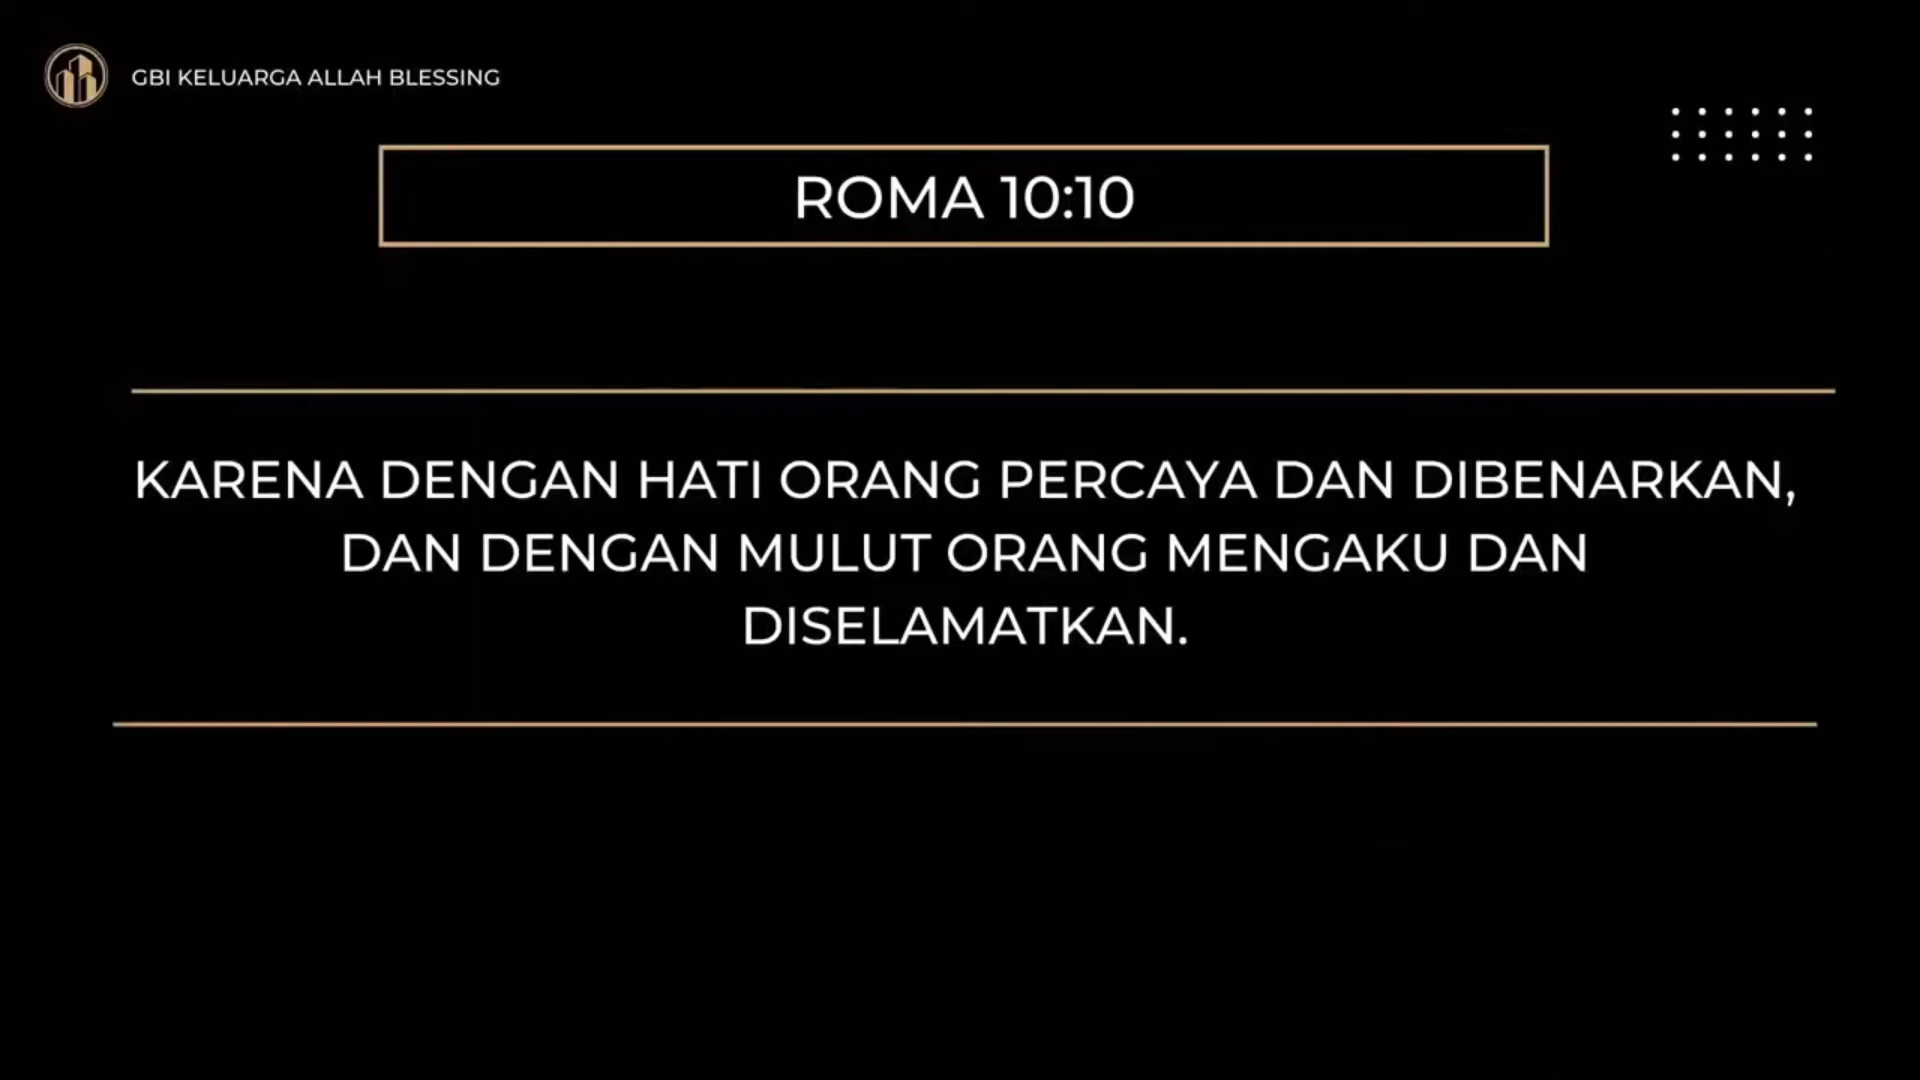 GBI KELUARGA ALLAH BLESSING
ROMA 10:10
KARENA DENGAN HATI ORANG PERCAYA DAN DIBENARKAN,
DAN DENGAN MULUT ORANG MENGAKU DAN
DISELAMATKAN.